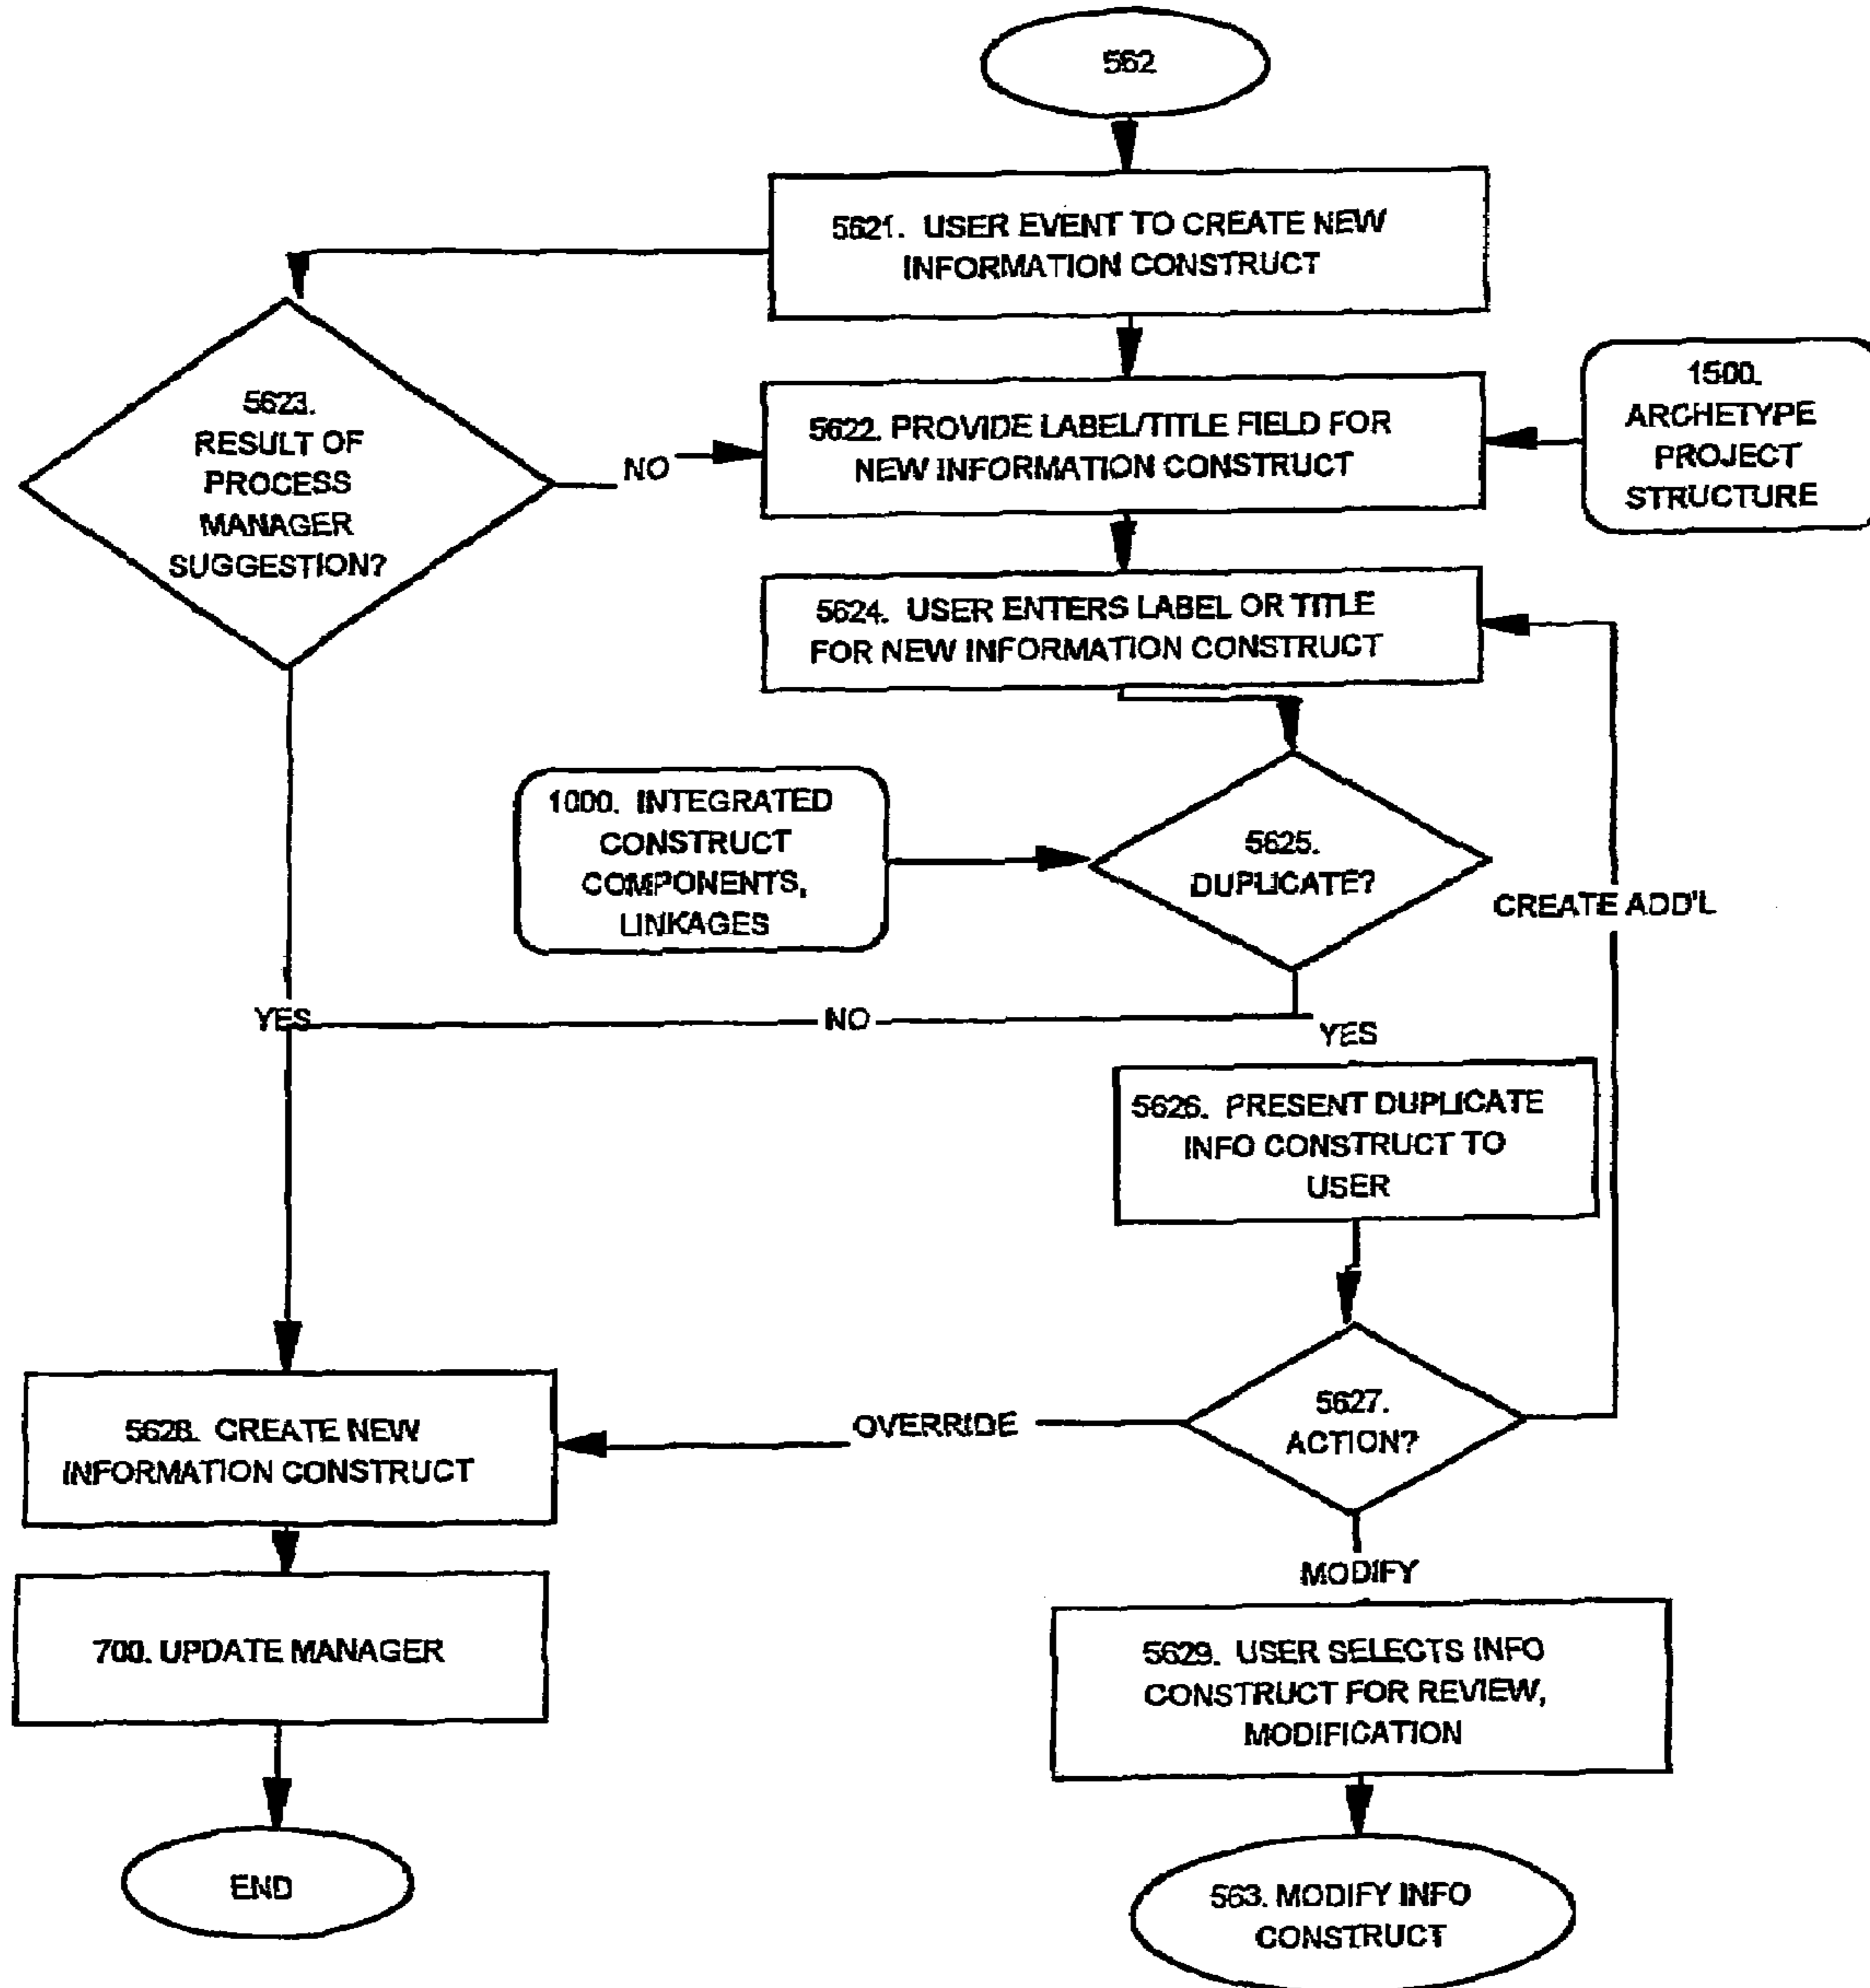 562
5621. USER EVENT TO CREATE NEW
INFORMATION CONSTRUCT
5623.
RESULT OF
PROCESS
MANAGER
SUGGESTION?
NO
5622. PROVIDE LABEL/TITLE FIELD FOR
NEW INFORMATION CONSTRUCT
1500.
ARCHETYPE
PROJECT
STRUCTURE
5624. USER ENTERS LABEL OR TITLE
FOR NEW INFORMATION CONSTRUCT
1000. INTEGRATED
CONSTRUCT
COMPONENTS,
LINKAGES
5625.
DUPLICATE?
CREATE ADD'L
YES
NO
YES
5626. PRESENT DUPLICATE
INFO CONSTRUCT TO
USER
5628. CREATE NEW
INFORMATION CONSTRUCT
OVERRIDE
5627.
ACTION?
MODIFY
700. UPDATE MANAGER
5629. USER SELECTS INFO
CONSTRUCT FOR REVIEW,
MODIFICATION
END
563. MODIFY INFO
CONSTRUCT